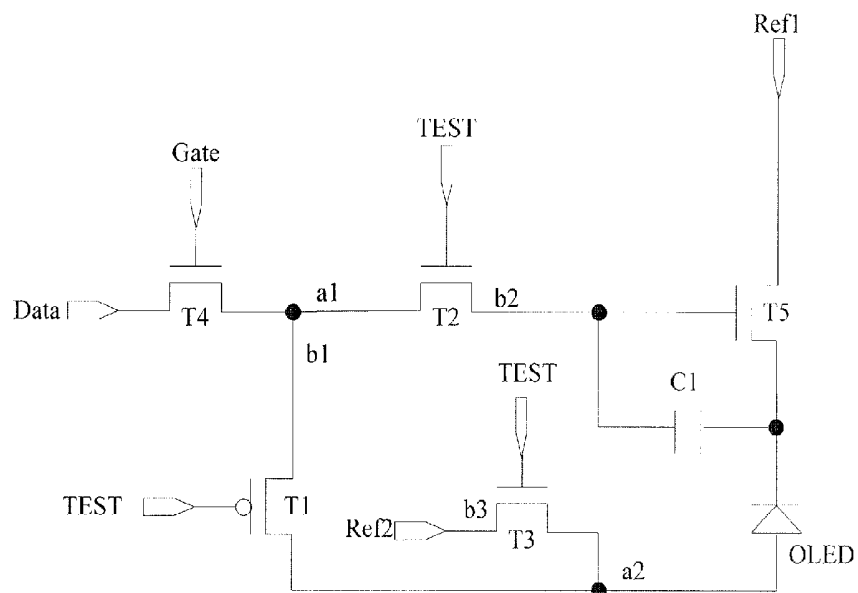 Ref1
TEST
Gate
Data
T4
a1
T2
b2
T5
b1
TEST
C1
TEST
T1
b3
Ref2
T3
OLED
a2